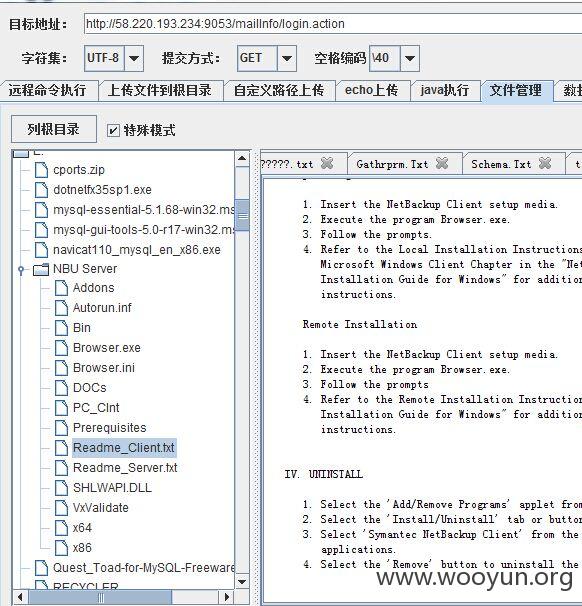 目标地址： http://58.220.193.234:9053/mailInfo/login.action
字符集： UTF-8 提交方式： GET 空格编码 \40
远程命令执行 上传文件到根目录 自定义路径上传 echo上传 java执行 文件管理
列根目录 特殊模式
?????.txt Gathrprm.Txt Schema.Txt
cports.zip
dotnetfx35sp1.exe
mysql-essential-5.1.68-win32.ms
mysql-gui-tools-5.0-r17-win32.ms
navicat110_mysql_en_x86.exe
NBU Server
Addons
Autorun.inf
Bin
Browser.exe
Browser.ini
DOCs
PC_Clnt
Prerequisites
Readme_Client.txt
Readme_Server.txt
SHLWAPI.DLL
VxValidate
x64
x86
Quest_Toad-for-MySQL-Freeware
RECYCLER
1. Insert the NetBackup Client setup media.
2. Execute the program Browser.exe.
3. Follow the prompts.
4. Refer to the Local Installation Instructions
Microsoft Windows Client Chapter in the "Net
Installation Guide for Windows" for addition
instructions.
Remote Installation
1. Insert the NetBackup Client setup media.
2. Execute the program Browser.exe.
3. Follow the prompts
4. Refer to the Remote Installation Instruction
Installation Guide for Windows" for addition
instructions.
IV. UNINSTALL
1. Select the 'Add/Remove Programs' applet from
2. Select the 'Install/Uninstall' tab or button
3. Select 'Symantec NetBackup Client' from the
applications.
4. Select the 'Remove' button to uninstall the
www.wooyun.org